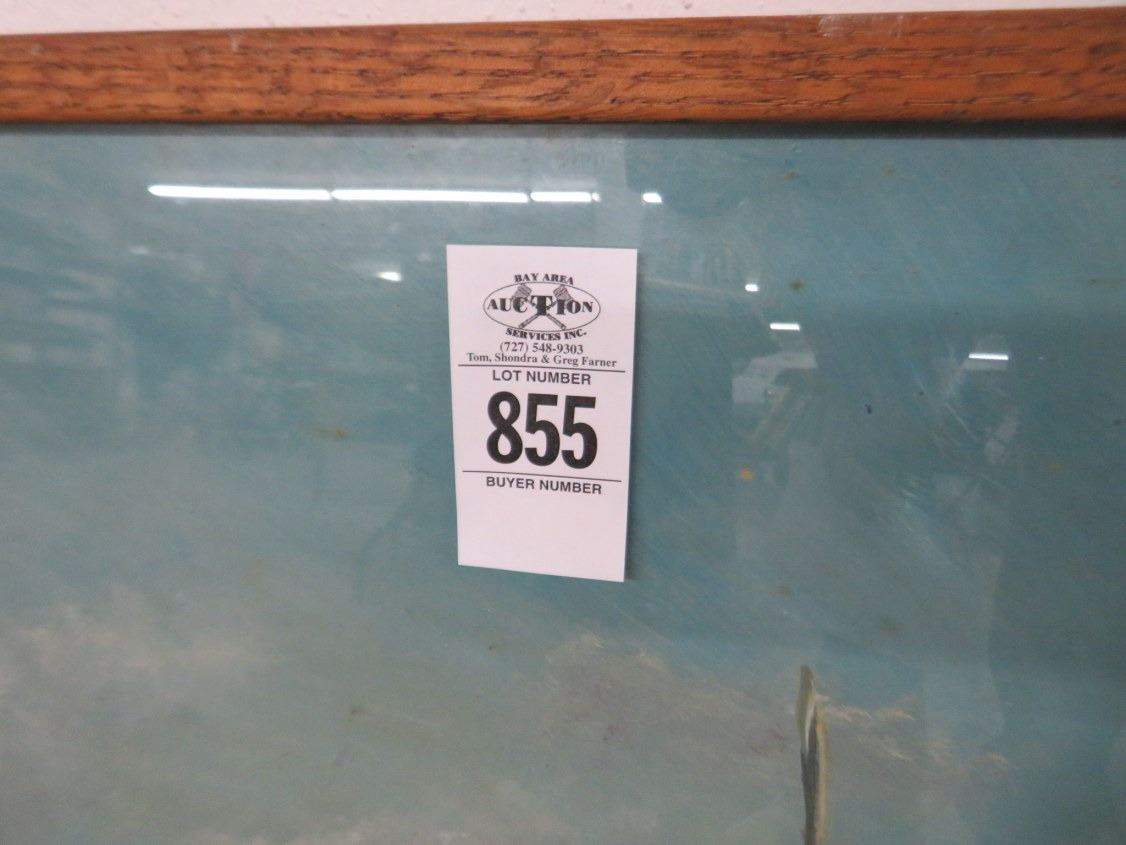 BAY AREA
AUCTION
SERVICES INC.
(727) 548-9303
Tom, Shondra & Greg Farner
LOT NUMBER
855
BUYER NUMBER